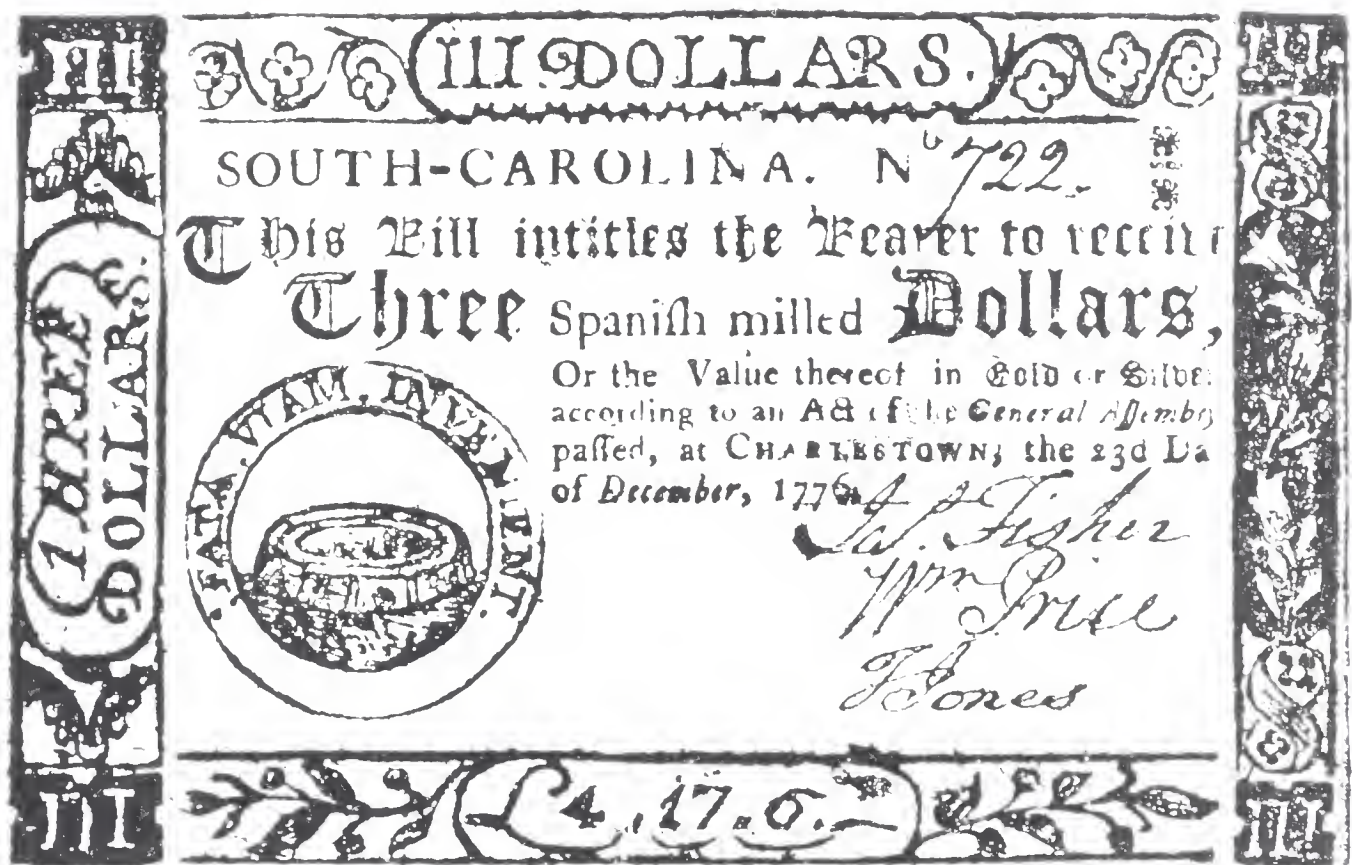 III
III. DOLLARS.
III
SOUTH-CAROLINA. No 722.
This Bill intitles the Bearer to receive
Three Spaniſh milled Dollars,
Or the Value thereof in Gold or Silver
according to an Act of the General Aſſembly
paſſed, at CHARLESTOWN, the 23d Da
of December, 1776.
THREE
DOLLARS.
FATA. VIAM. INVENIENT.
Jas. Fisher
Wm Price
T Jones
III
4. 17. 6.
III